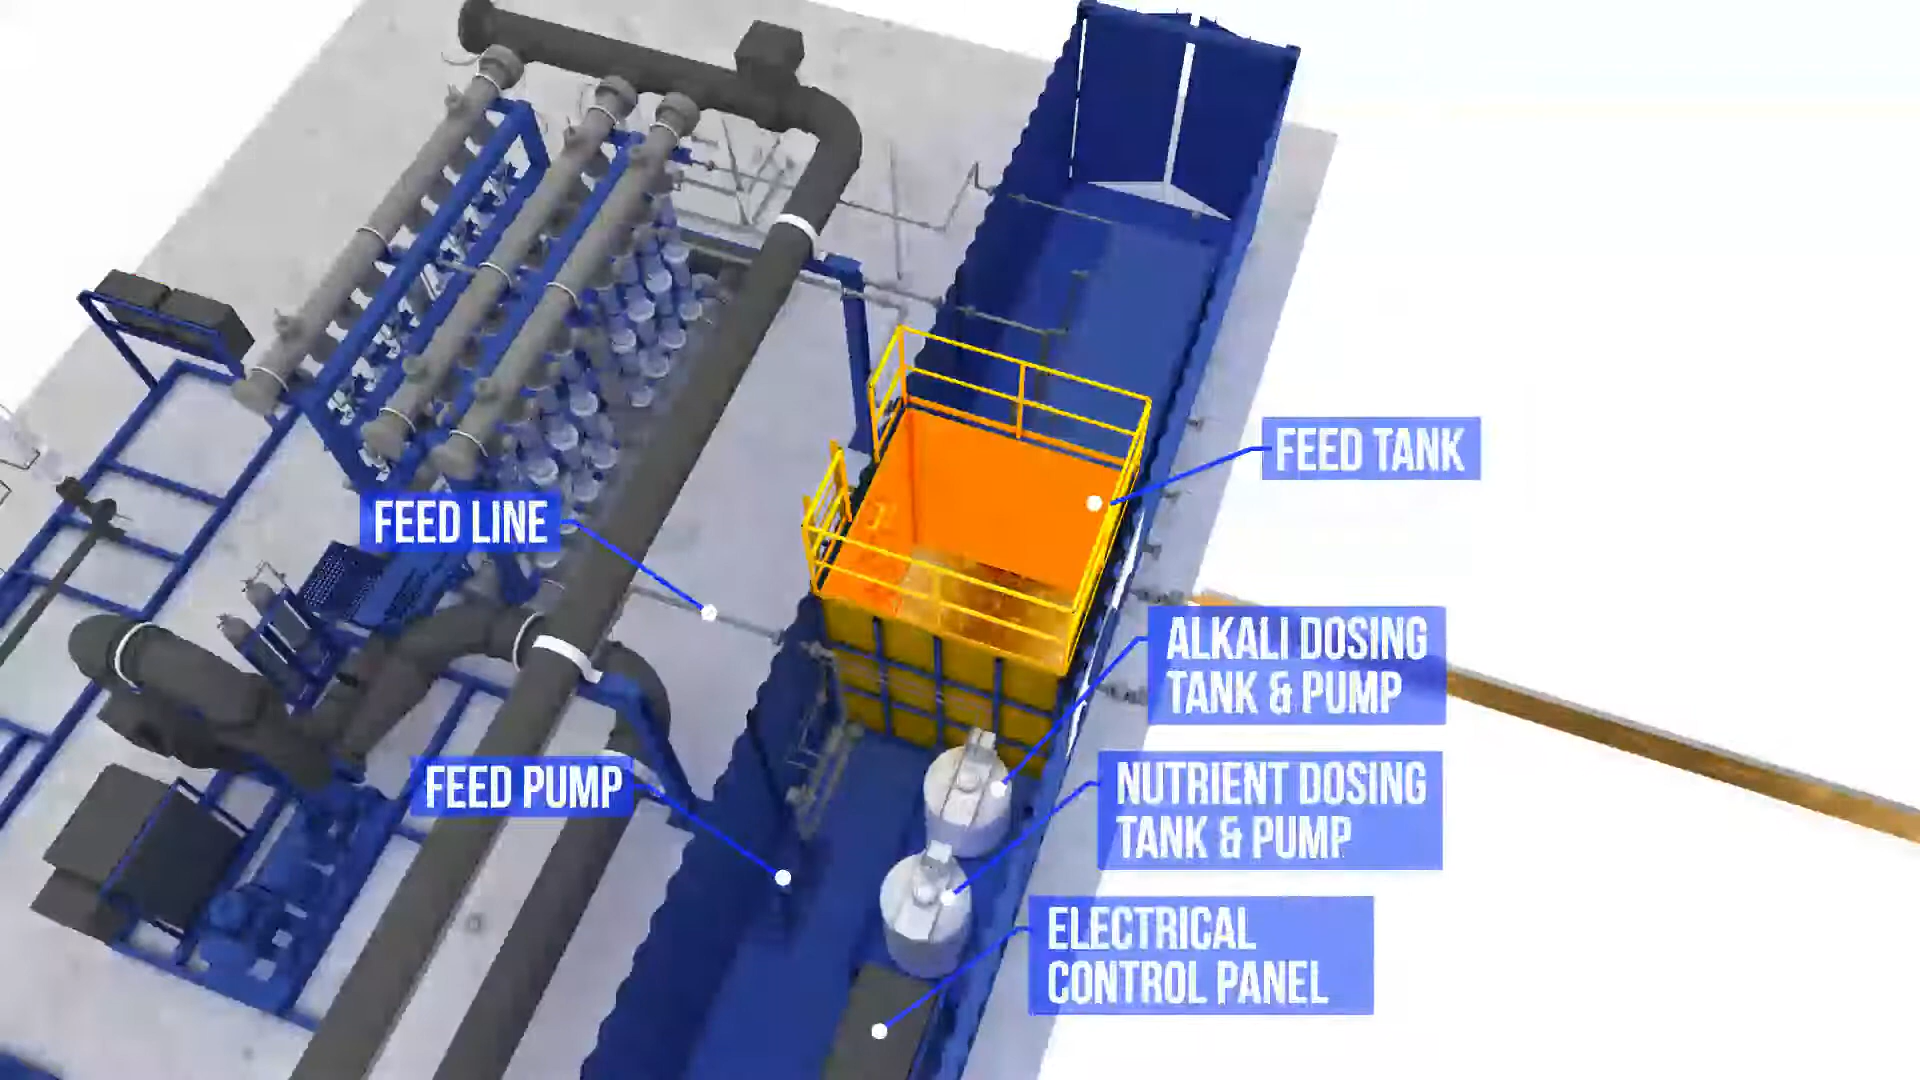 FEED TANK
FEED LINE
ALKALI DOSING
TANK & PUMP
FEED PUMP
NUTRIENT DOSING
TANK & PUMP
ELECTRICAL
CONTROL PANEL